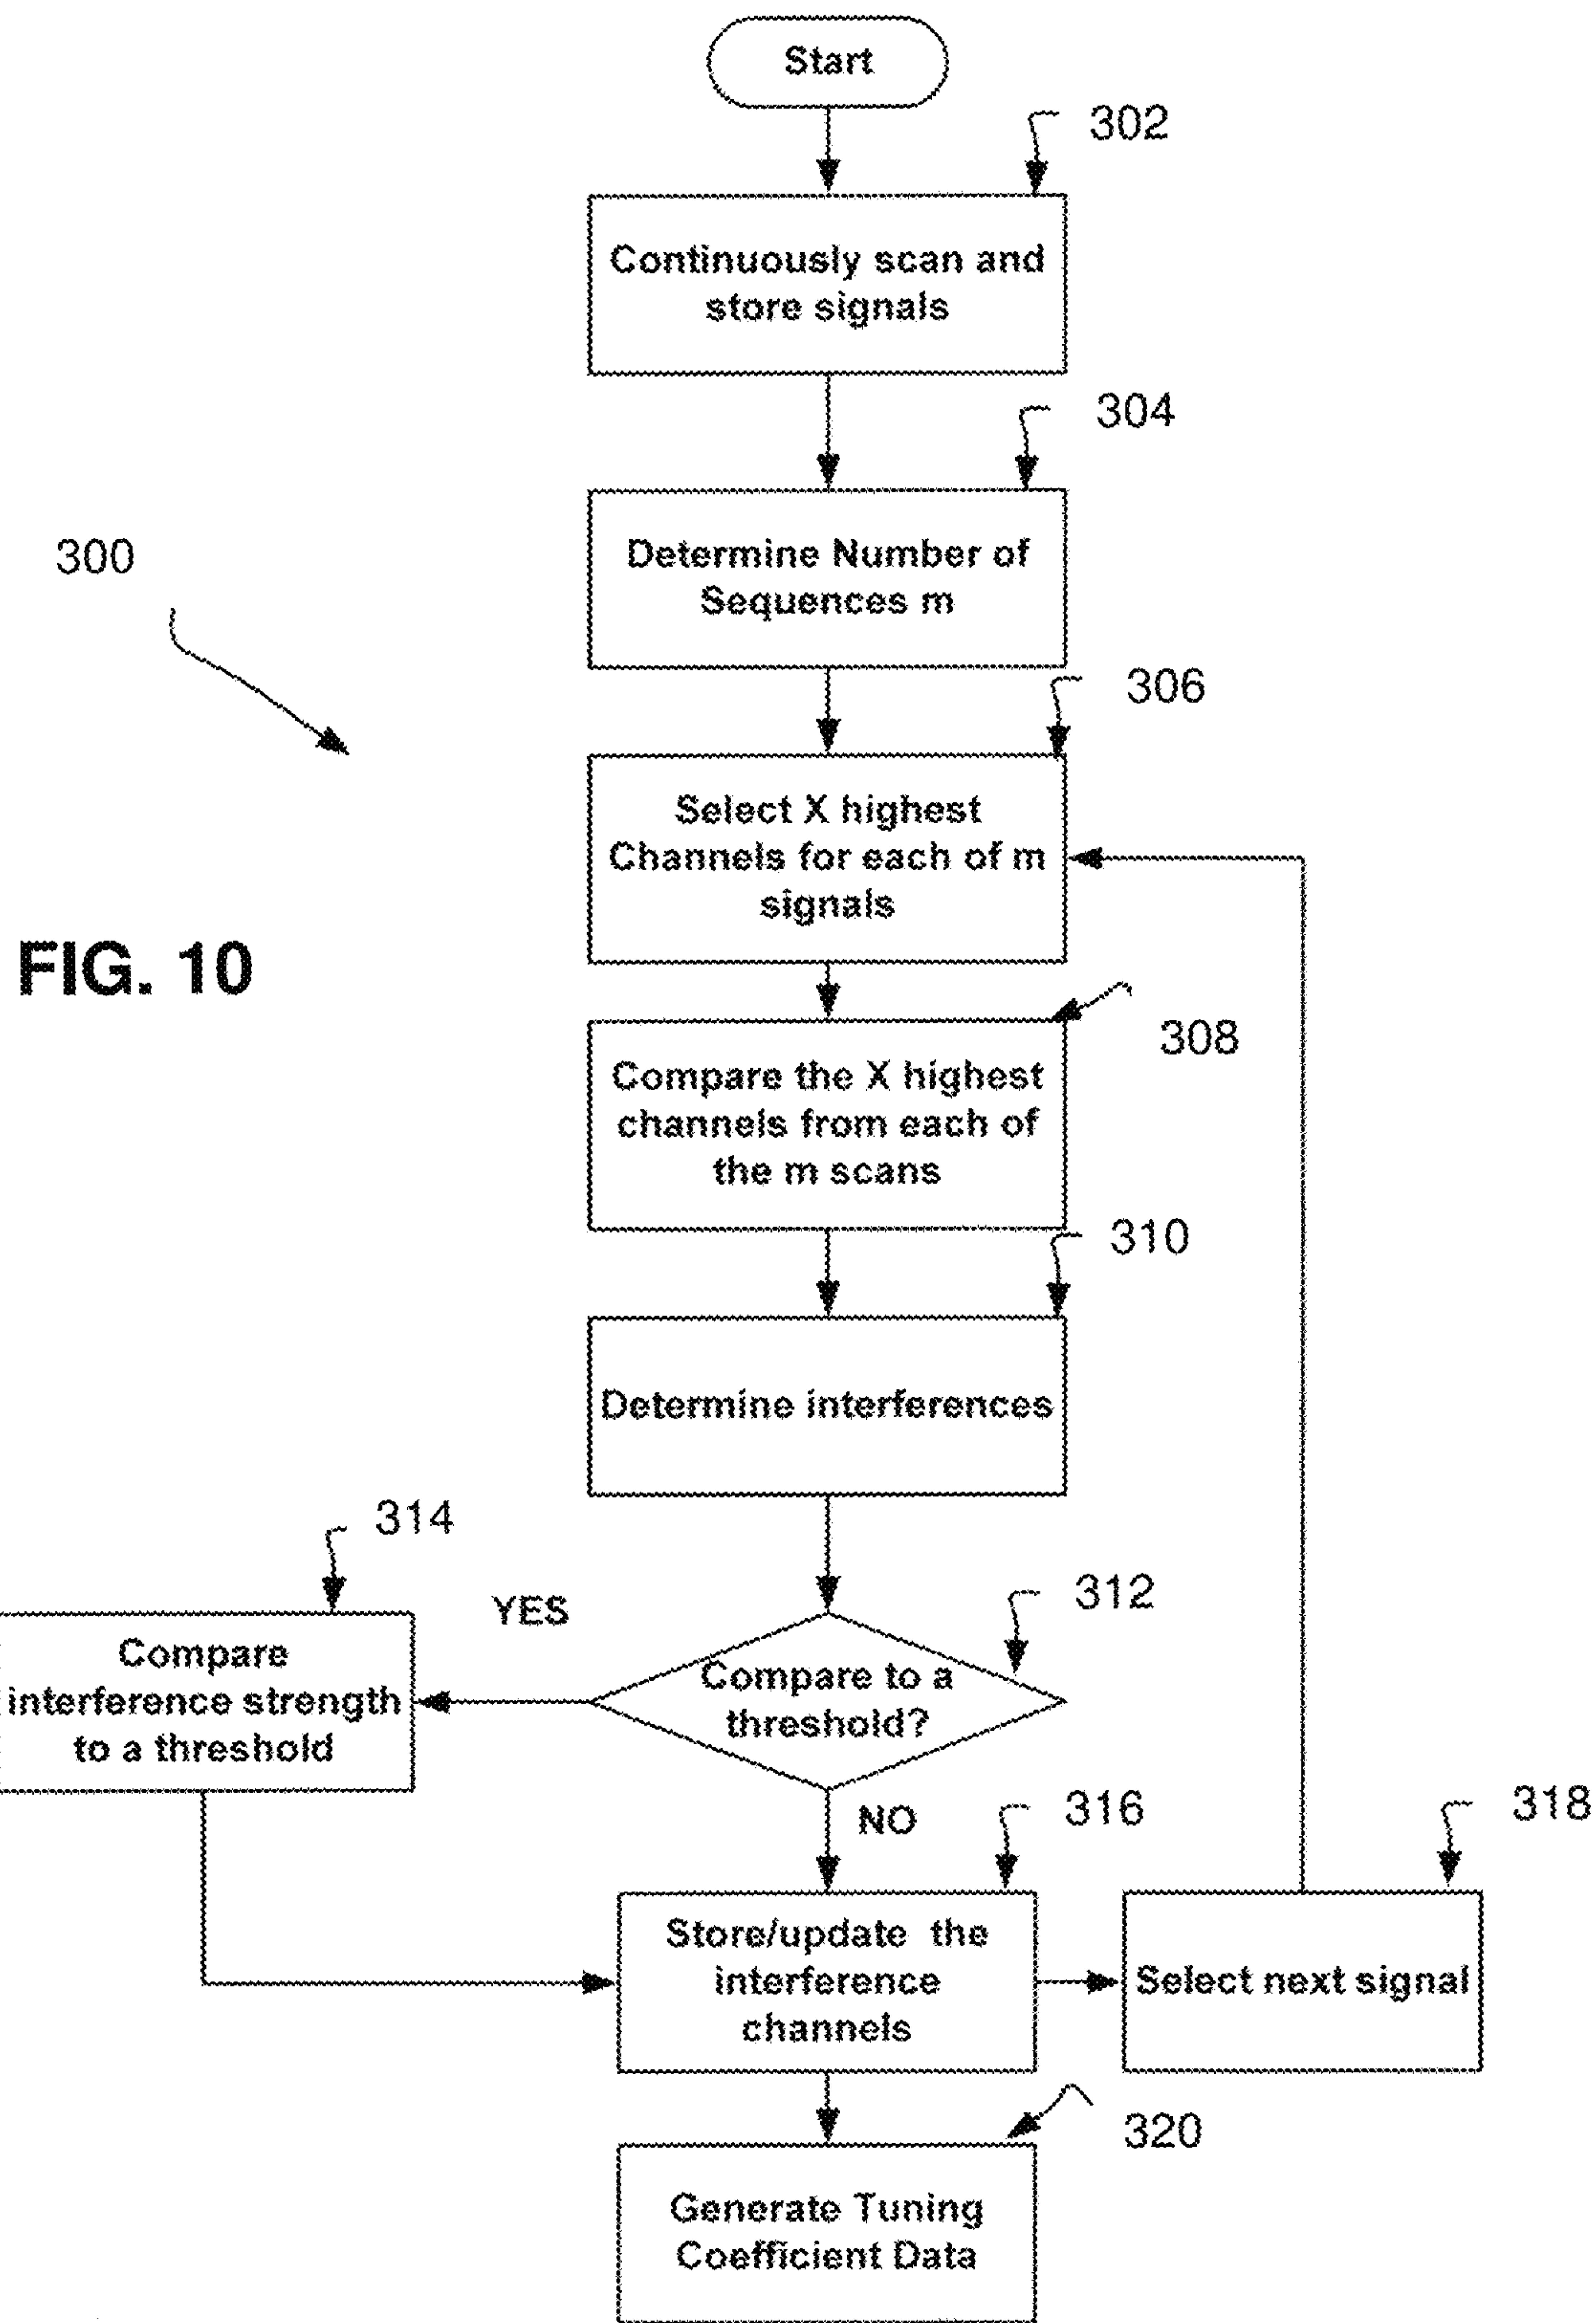 Start
302
Continuously scan and
store signals
304
Determine Number of
Sequences m
300
306
Select X highest
Channels for each of m
signals
FIG. 10
308
Compare the X highest
channels from each of
the m scans
310
Determine interferences
314
YES
312
Compare
interference strength
to a threshold
Compare to a
threshold?
NO
316
318
Store/update the
interference
channels
Select next signal
320
Generate Tuning
Coefficient Data